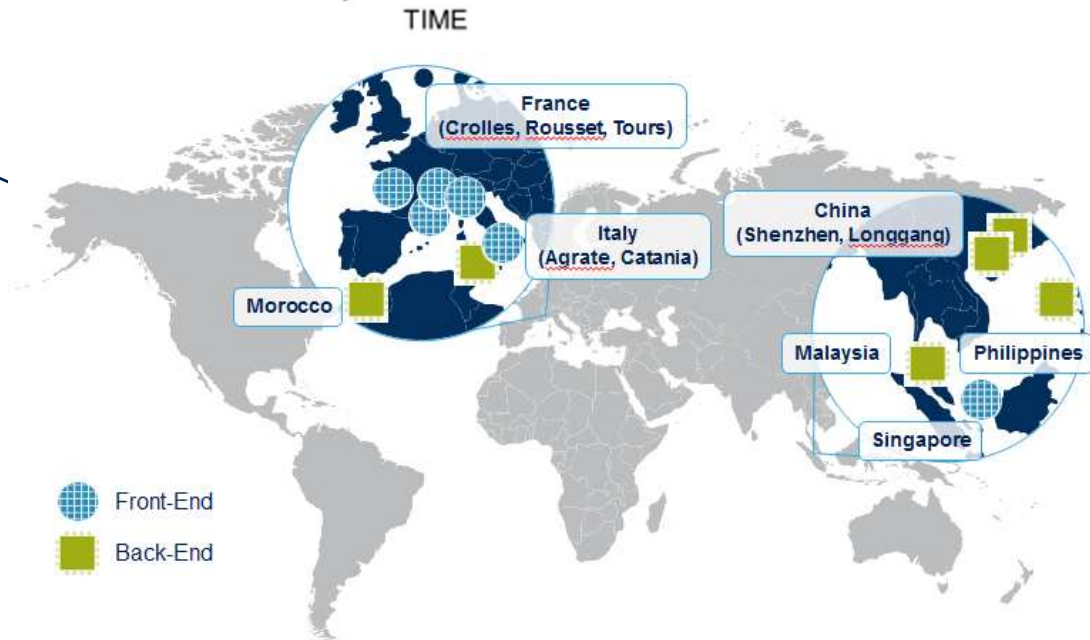 TIME
France
(Crolles, Rousset, Tours)
China
(Shenzhen, Longgang)
Italy
(Agrate, Catania)
Morocco
Malaysia
Philippines
Singapore
Front-End
Back-End